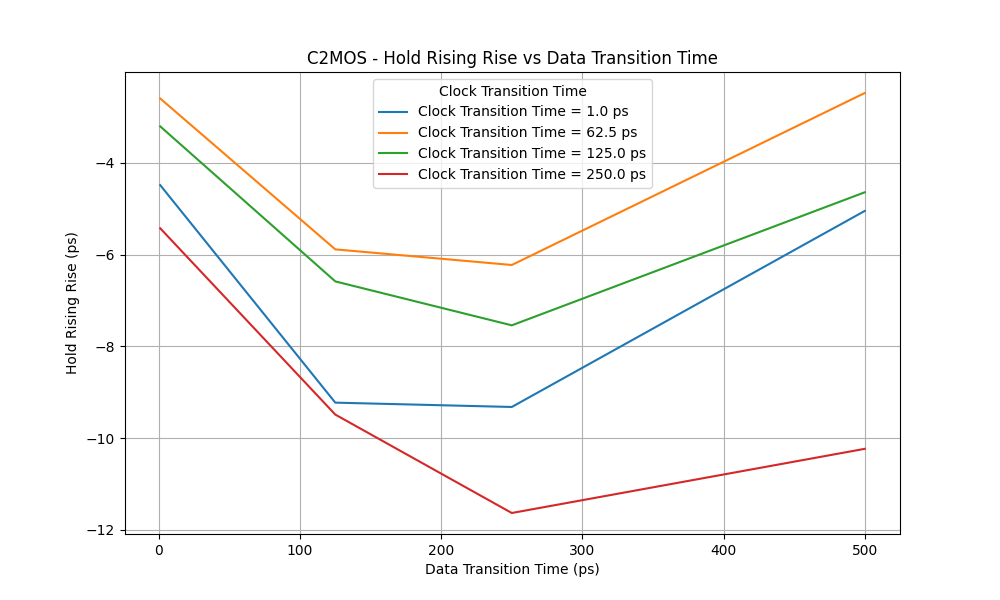 C2MOS - Hold Rising Rise vs Data Transition Time
Clock Transition Time
Clock Transition Time = 1.0 ps
Clock Transition Time = 62.5 ps
Clock Transition Time = 125.0 ps
Clock Transition Time = 250.0 ps
Hold Rising Rise (ps)
−4
−6
−8
−10
−12
0 100 200 300 400 500
Data Transition Time (ps)